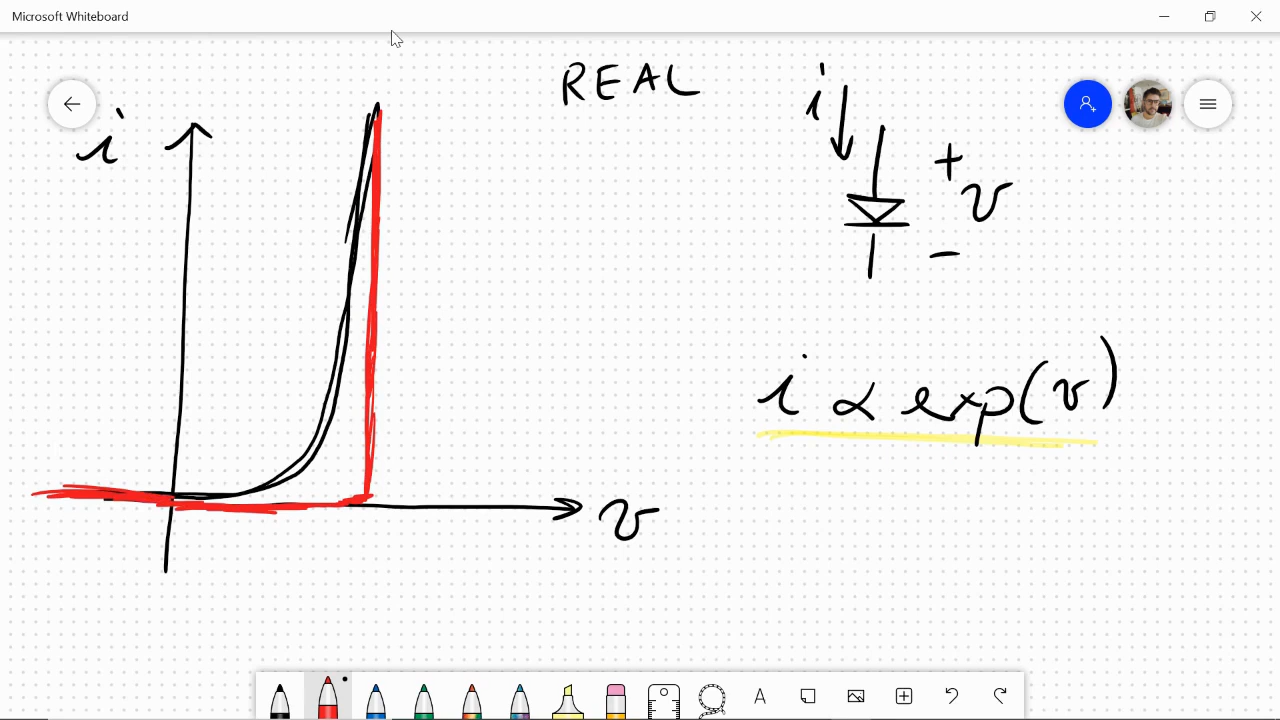 Microsoft Whiteboard
REAL
i
i
+
v
−
i ∝ exp(v)
v
A